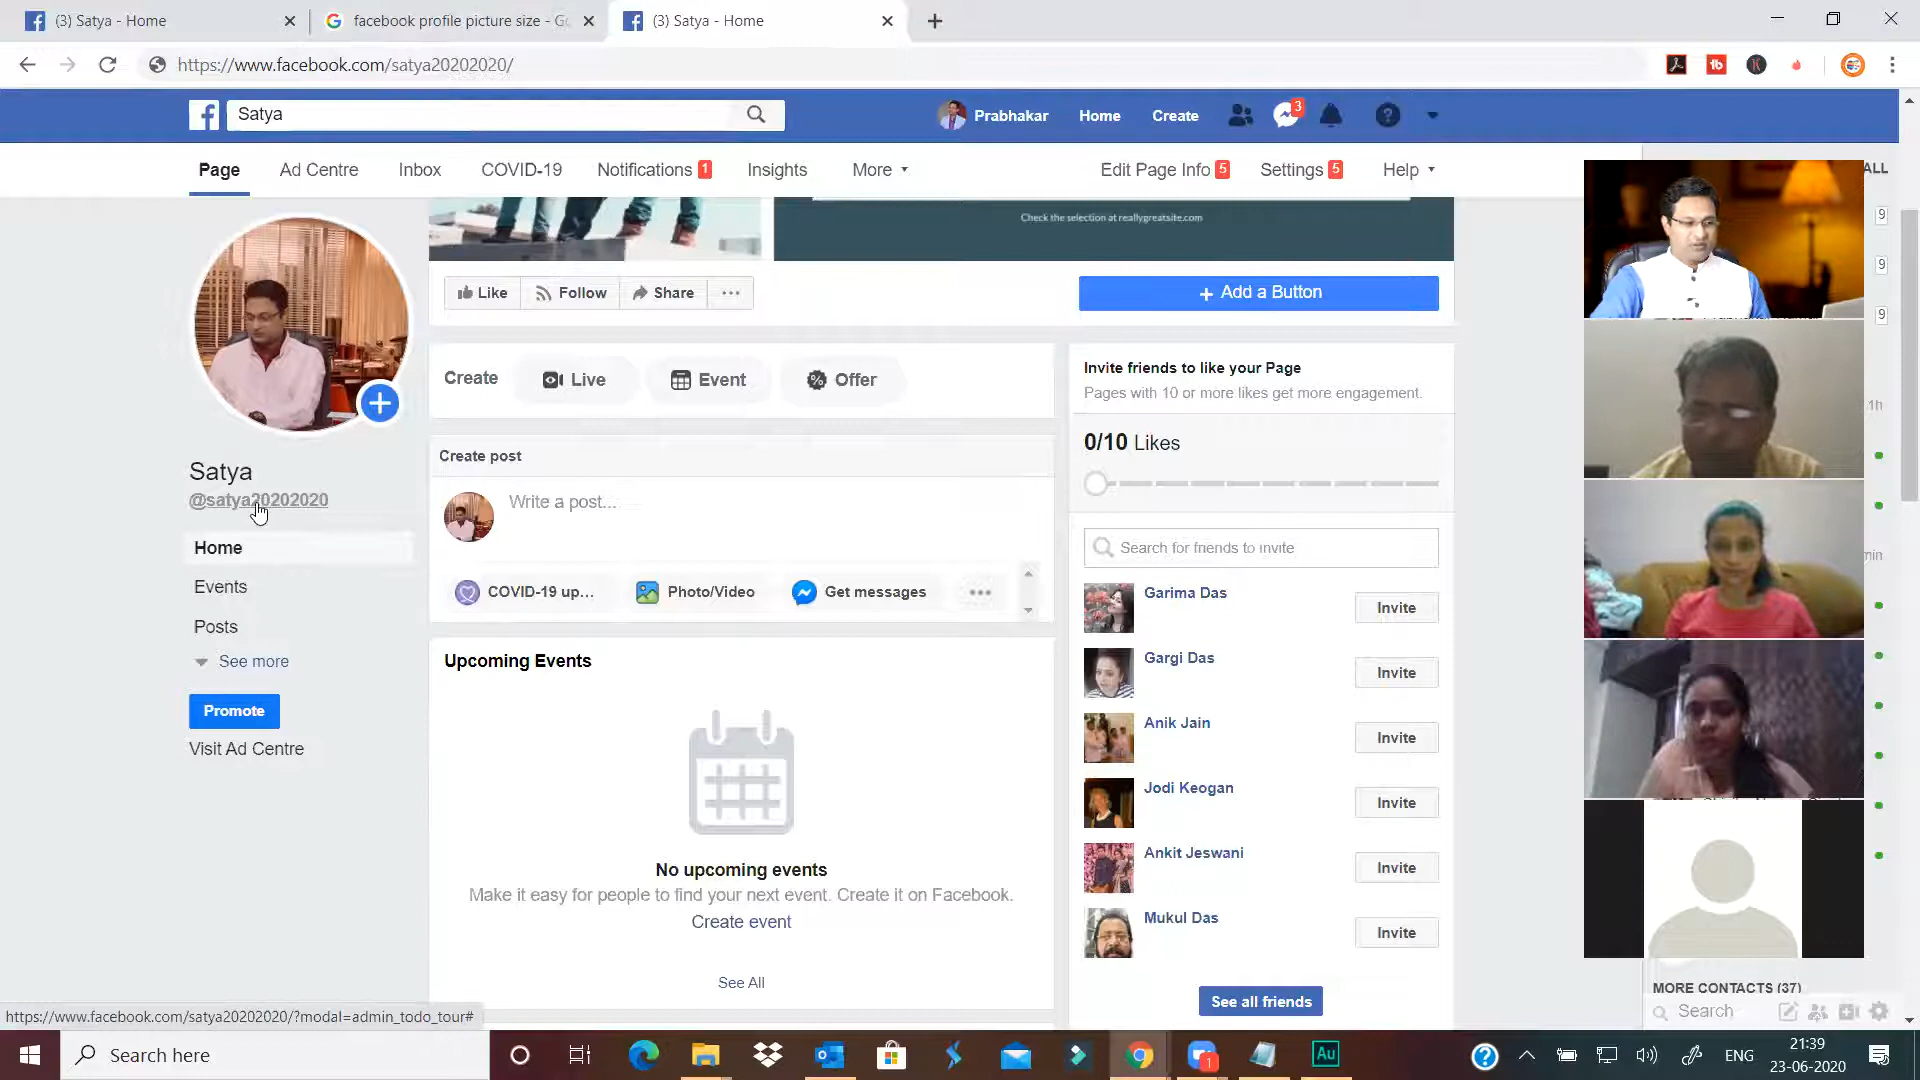 (3) Satya - Home
facebook profile picture size - Go
(3) Satya - Home
https://www.facebook.com/satya20202020/
Satya
Prabhakar
Home
Create
3
Page
Ad Centre
Inbox
COVID-19
Notifications 1
Insights
More
Edit Page Info 5
Settings 5
Help
ALL
Check the selection at reallygreatsite.com
Like
Follow
Share
+ Add a Button
9
9
9
1h
min
Create
Live
Event
Offer
Invite friends to like your Page
Pages with 10 or more likes get more engagement.
0/10 Likes
Create post
Write a post...
Satya
@satya20202020
Home
Events
Posts
See more
Promote
Visit Ad Centre
COVID-19 up...
Photo/Video
Get messages
Search for friends to invite
Garima Das
Invite
Gargi Das
Invite
Anik Jain
Invite
Jodi Keogan
Invite
Ankit Jeswani
Invite
Mukul Das
Invite
See all friends
Upcoming Events
No upcoming events
Make it easy for people to find your next event. Create it on Facebook.
Create event
See All
MORE CONTACTS (37)
Search
https://www.facebook.com/satya20202020/?modal=admin_todo_tour#
Search here
Au
1
ENG
21:39
23-06-2020